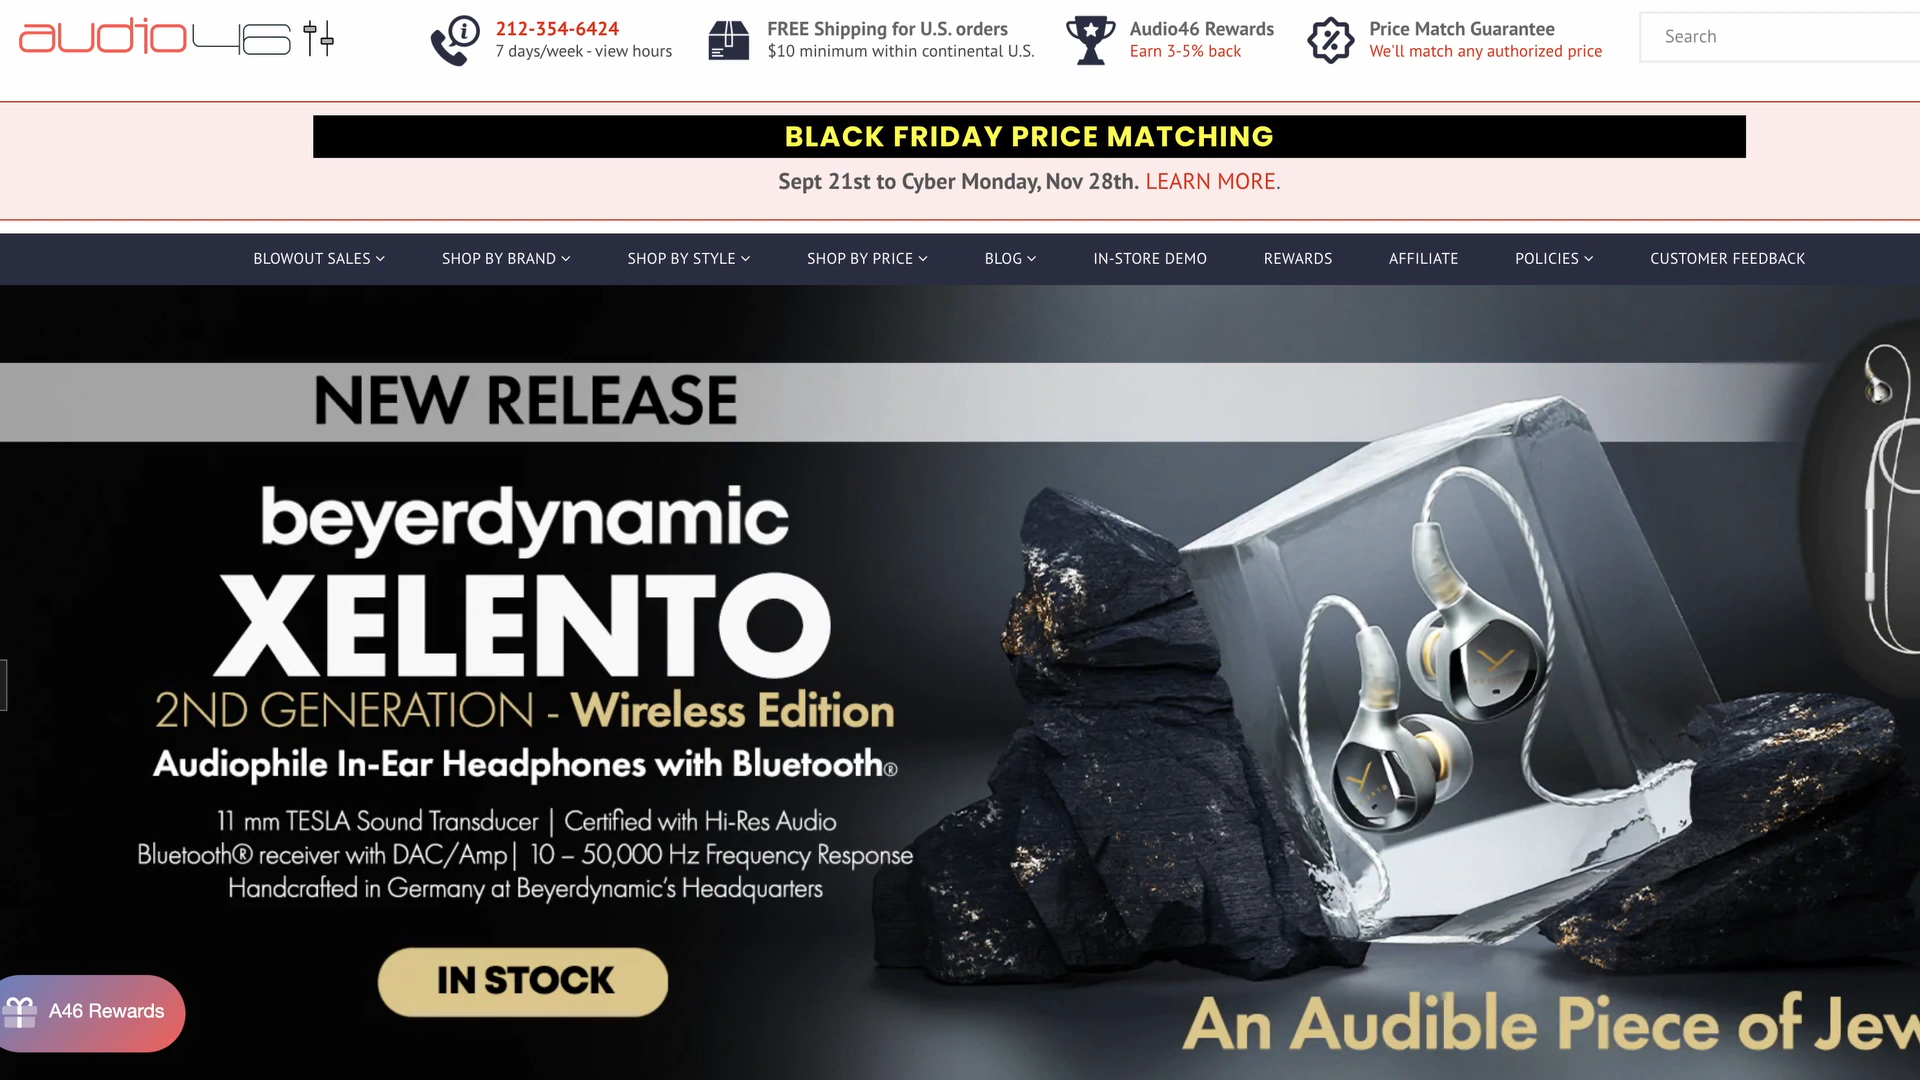 audio46
212-354-6424
7 days/week - view hours
FREE Shipping for U.S. orders
$10 minimum within continental U.S.
Audio46 Rewards
Earn 3-5% back
Price Match Guarantee
We'll match any authorized price
Search
BLACK FRIDAY PRICE MATCHING
Sept 21st to Cyber Monday, Nov 28th. LEARN MORE.
BLOWOUT SALES SHOP BY BRAND SHOP BY STYLE SHOP BY PRICE BLOG IN-STORE DEMO REWARDS AFFILIATE POLICIES CUSTOMER FEEDBACK
NEW RELEASE
beyerdynamic
XELENTO
2ND GENERATION - Wireless Edition
Audiophile In-Ear Headphones with Bluetooth®
11 mm TESLA Sound Transducer | Certified with Hi-Res Audio
Bluetooth® receiver with DAC/Amp | 10 – 50,000 Hz Frequency Response
Handcrafted in Germany at Beyerdynamic's Headquarters
IN STOCK
A46 Rewards
An Audible Piece of Jew